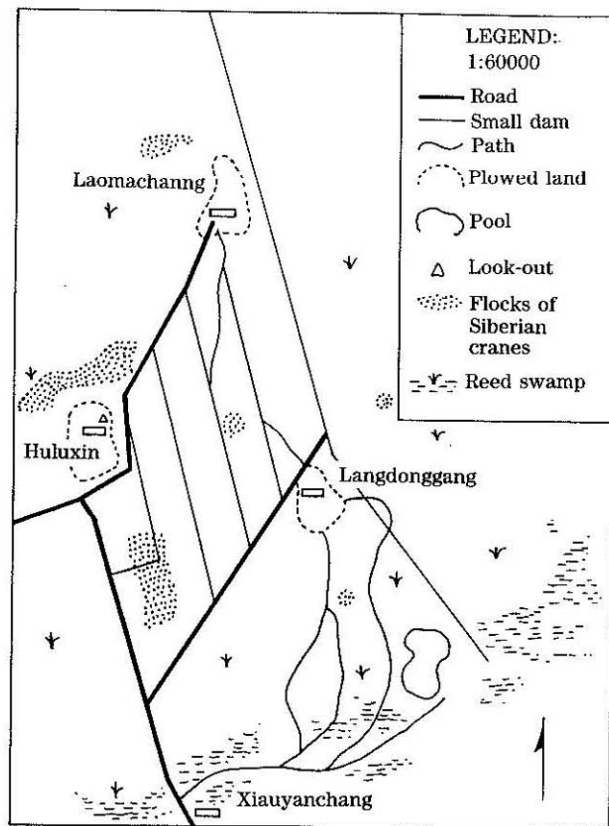 LEGEND:
1:60000
Road
Small dam
Path
Plowed land
Pool
Look-out
Flocks of
Siberian
cranes
Reed swamp
Laomachanng
Huluxin
Langdonggang
Xiauyanchang